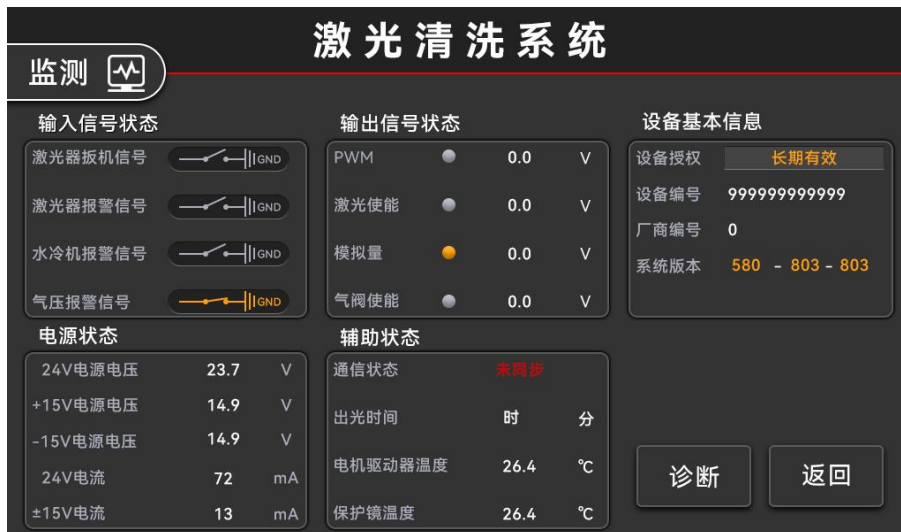 激光清洗系统
监测
输入信号状态
激光器扳机信号 GND
激光器报警信号 GND
水冷机报警信号 GND
气压报警信号 GND
输出信号状态
PWM 0.0 V
激光使能 0.0 V
模拟量 0.0 V
气阀使能 0.0 V
设备基本信息
设备授权 长期有效
设备编号 999999999999
厂商编号 0
系统版本 580 - 803 - 803
电源状态
24V电源电压 23.7 V
+15V电源电压 14.9 V
-15V电源电压 14.9 V
24V电流 72 mA
±15V电流 13 mA
辅助状态
通信状态 未同步
出光时间 时 分
电机驱动器温度 26.4 ℃
保护镜温度 26.4 ℃
诊断
返回